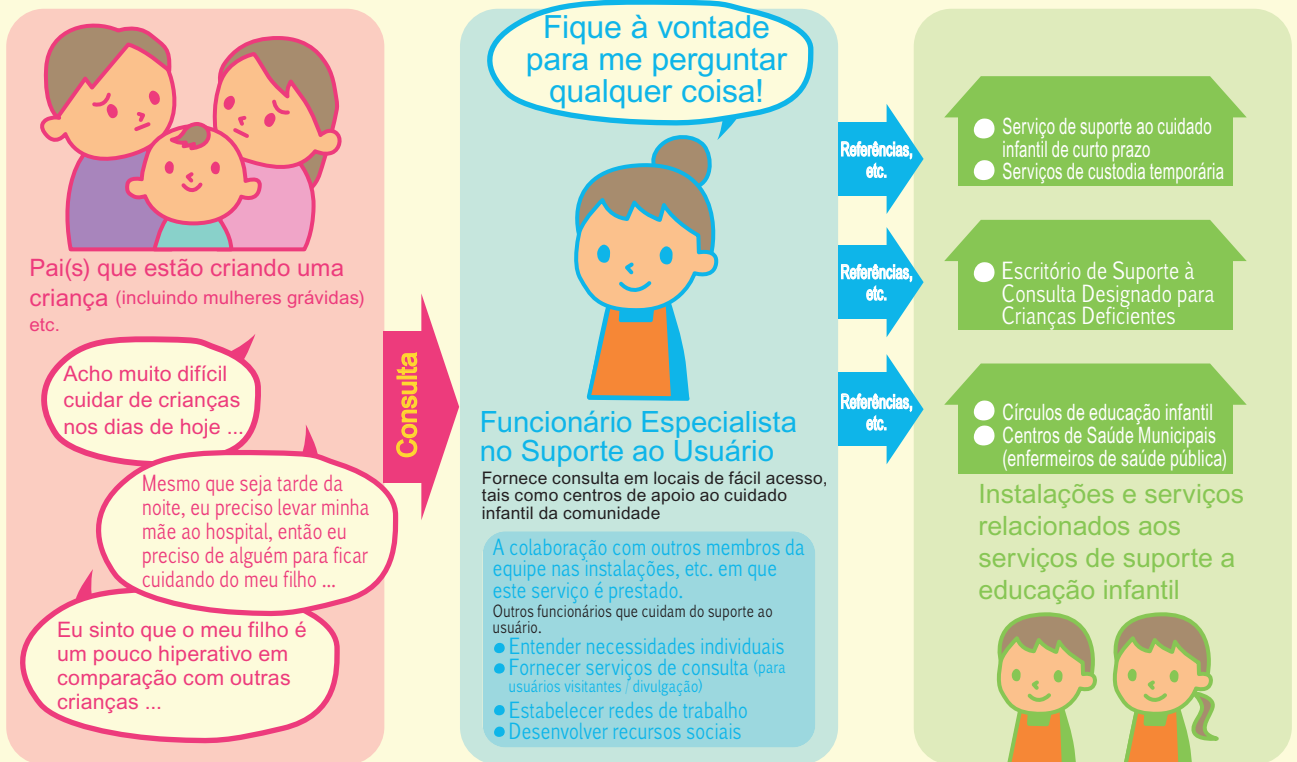 Pai(s) que estão criando uma
criança (incluindo mulheres grávidas)
etc.
Acho muito difícil
cuidar de crianças
nos dias de hoje ...
Mesmo que seja tarde da
noite, eu preciso levar minha
mãe ao hospital, então eu
preciso de alguém para ficar
cuidando do meu filho ...
Eu sinto que o meu filho é
um pouco hiperativo em
comparação com outras
crianças ...
Consulta
Fique à vontade
para me perguntar
qualquer coisa!
Funcionário Especialista
no Suporte ao Usuário
Fornece consulta em locais de fácil acesso,
tais como centros de apoio ao cuidado
infantil da comunidade
A colaboração com outros membros da
equipe nas instalações, etc. em que
este serviço é prestado.
Outros funcionários que cuidam do suporte ao
usuário.
● Entender necessidades individuais
● Fornecer serviços de consulta (para
usuários visitantes / divulgação)
● Estabelecer redes de trabalho
● Desenvolver recursos sociais
Referências,
etc.
Referências,
etc.
Referências,
etc.
● Serviço de suporte ao cuidado
infantil de curto prazo
● Serviços de custodia temporária
● Escritório de Suporte à
Consulta Designado para
Crianças Deficientes
● Círculos de educação infantil
● Centros de Saúde Municipais
(enfermeiros de saúde pública)
Instalações e serviços
relacionados aos
serviços de suporte a
educação infantil